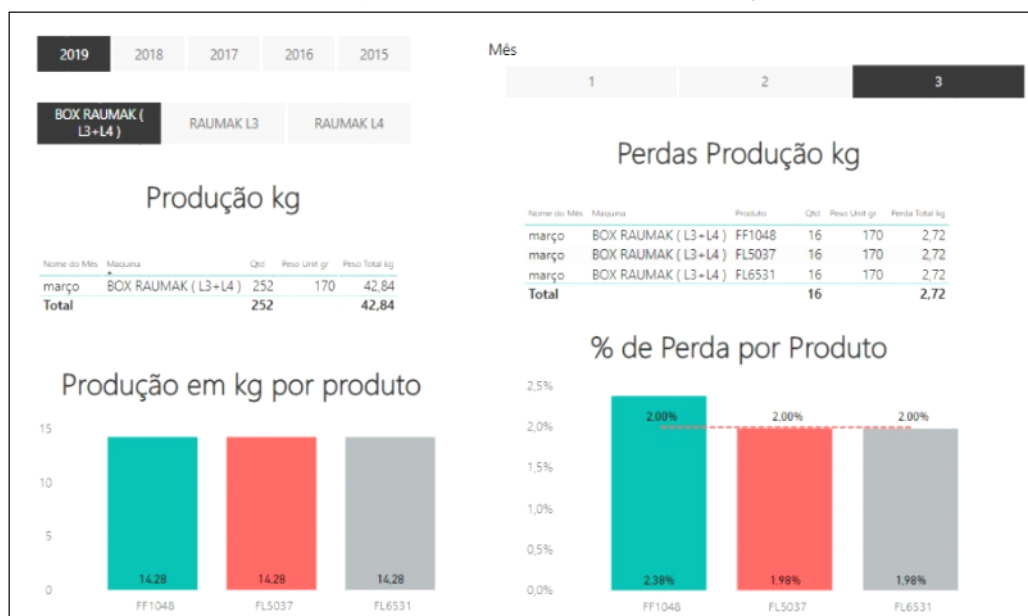 2019 2018 2017 2016 2015
BOX RAUMAK (
L3+L4 ) RAUMAK L3 RAUMAK L4
Produção kg
Nome do Mês Maquina Qtd Peso Unit gr Peso Total kg
março BOX RAUMAK ( L3+L4 ) 252 170 42,84
Total 252 42,84
Produção em kg por produto
15
10
5
0
14.28 14.28 14.28
FF1048 FL5037 FL6531
Mês
1 2 3
Perdas Produção kg
Nome do Mês Maquina Produto Qtd Peso Unit gr Perda Total kg
março BOX RAUMAK ( L3+L4 ) FF1048 16 170 2,72
março BOX RAUMAK ( L3+L4 ) FL5037 16 170 2,72
março BOX RAUMAK ( L3+L4 ) FL6531 16 170 2,72
Total 16 2,72
% de Perda por Produto
2,5%
2,0%
1,5%
1,0%
0,5%
0,0%
2.00% 2.00% 2.00%
2.38% 1.98% 1.98%
FF1048 FL5037 FL6531